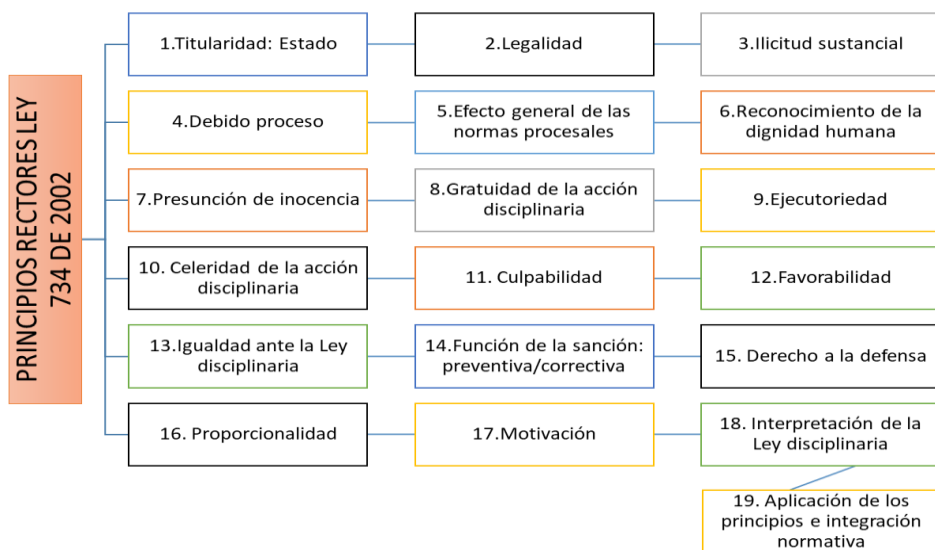 PRINCIPIOS RECTORES LEY
734 DE 2002
1.Titularidad: Estado
2.Legalidad
3.Ilicitud sustancial
4.Debido proceso
5.Efecto general de las
normas procesales
6.Reconocimiento de la
dignidad humana
7.Presunción de inocencia
8.Gratuidad de la acción
disciplinaria
9.Ejecutoriedad
10. Celeridad de la acción
disciplinaria
11. Culpabilidad
12.Favorabilidad
13.Igualdad ante la Ley
disciplinaria
14.Función de la sanción:
preventiva/correctiva
15. Derecho a la defensa
16. Proporcionalidad
17.Motivación
18. Interpretación de la
Ley disciplinaria
19. Aplicación de los
principios e integración
normativa